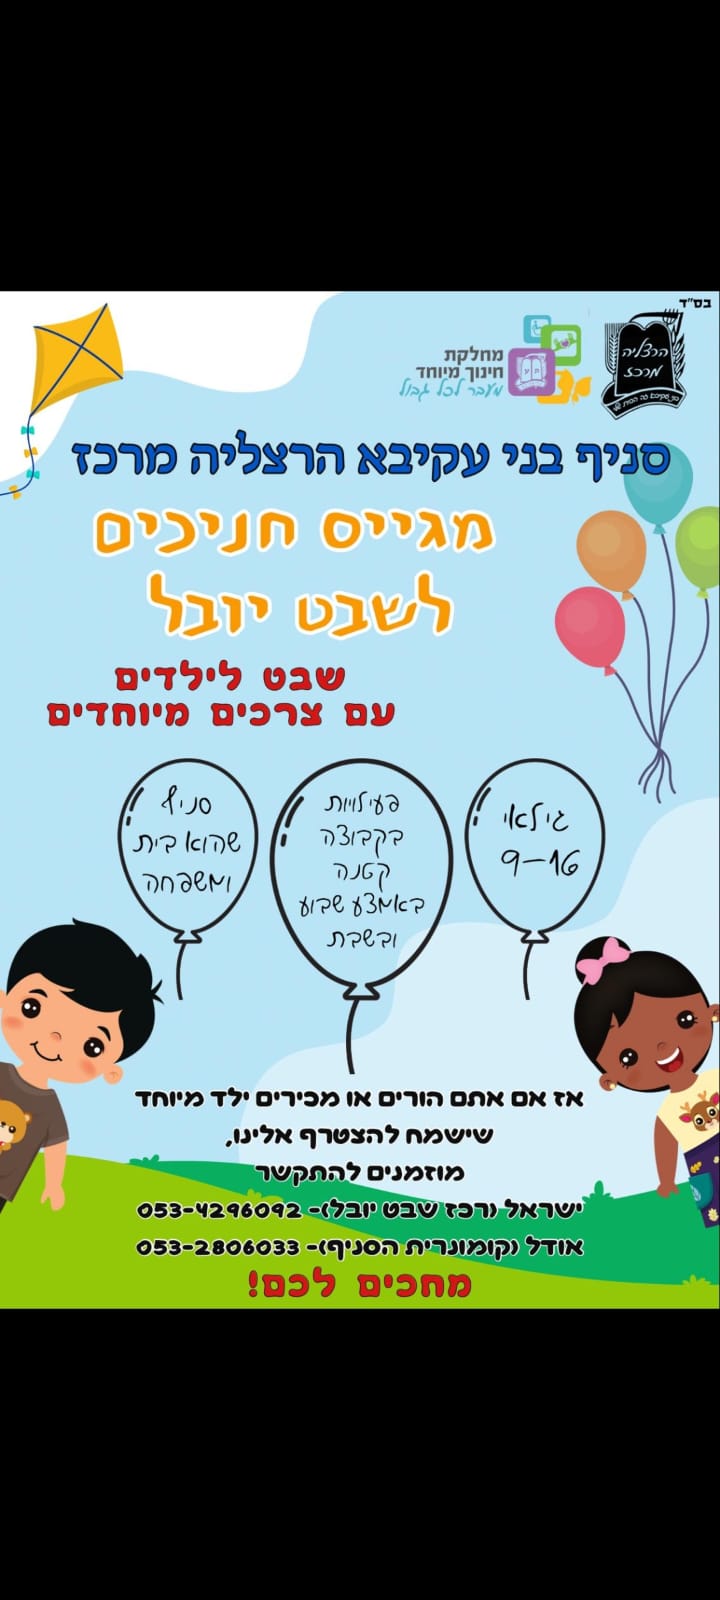 בס"ד
הרצליה
מרכז
מחלקת
חינוך מיוחד
מעבר לכל גבול
סניף בני עקיבא הרצליה מרכז
מגייס חניכים
לשבט יובל
שבט לילדים
עם צרכים מיוחדים
גילאי
9-16
פעילויות
בקבוצה
קטנה
באמצע שבוע
ובשבת
סניף
שהוא בית
ומשפחה
אז אם אתם הורים או מכירים ילד מיוחד
שישמח להצטרף אלינו,
מוזמנים להתקשר
ישראל (רכז שבט יובל)- 053-4296092
אודל (קומונרית הסניף)- 053-2806033
מחכים לכם!